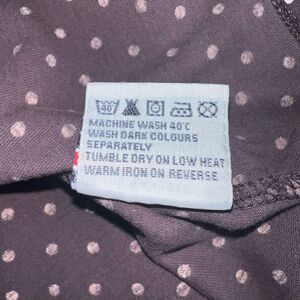 40
MACHINE WASH 40°C
WASH DARK COLOURS
SEPARATELY
TUMBLE DRY ON LOW HEAT
WARM IRON ON REVERSE